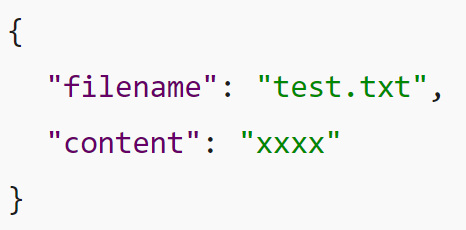 {
  "filename": "test.txt",
  "content": "xxxx"
}